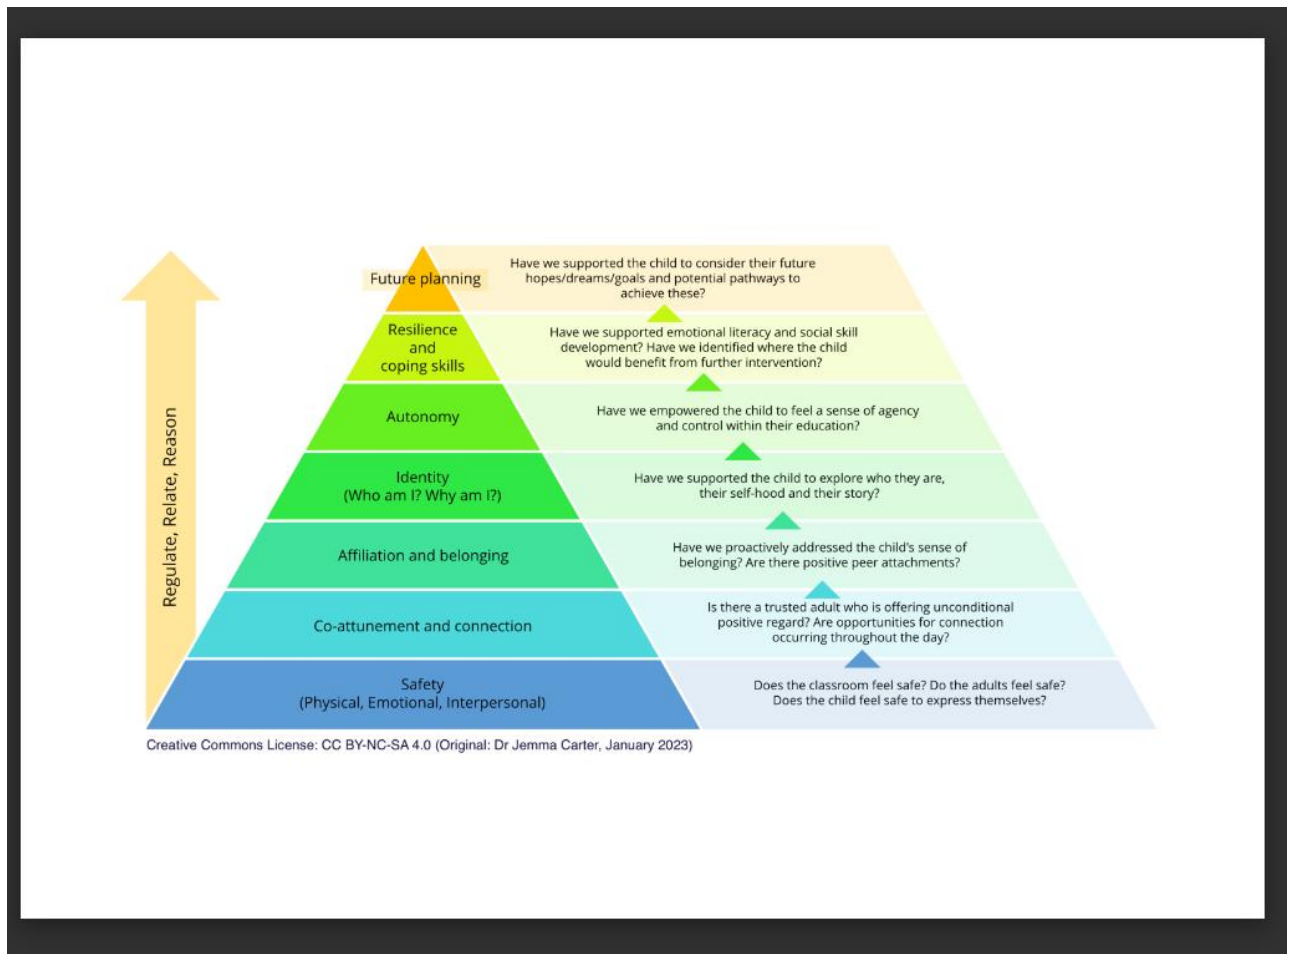 Future planning
Have we supported the child to consider their future
hopes/dreams/goals and potential pathways to
achieve these?
Resilience
and
coping skills
Have we supported emotional literacy and social skill
development? Have we identified where the child
would benefit from further intervention?
Autonomy
Have we empowered the child to feel a sense of agency
and control within their education?
Identity
(Who am I? Why am I?)
Have we supported the child to explore who they are,
their self-hood and their story?
Affiliation and belonging
Have we proactively addressed the child's sense of
belonging? Are there positive peer attachments?
Co-attunement and connection
Is there a trusted adult who is offering unconditional
positive regard? Are opportunities for connection
occurring throughout the day?
Safety
(Physical, Emotional, Interpersonal)
Does the classroom feel safe? Do the adults feel safe?
Does the child feel safe to express themselves?
Regulate, Relate, Reason
Creative Commons License: CC BY-NC-SA 4.0 (Original: Dr Jemma Carter, January 2023)